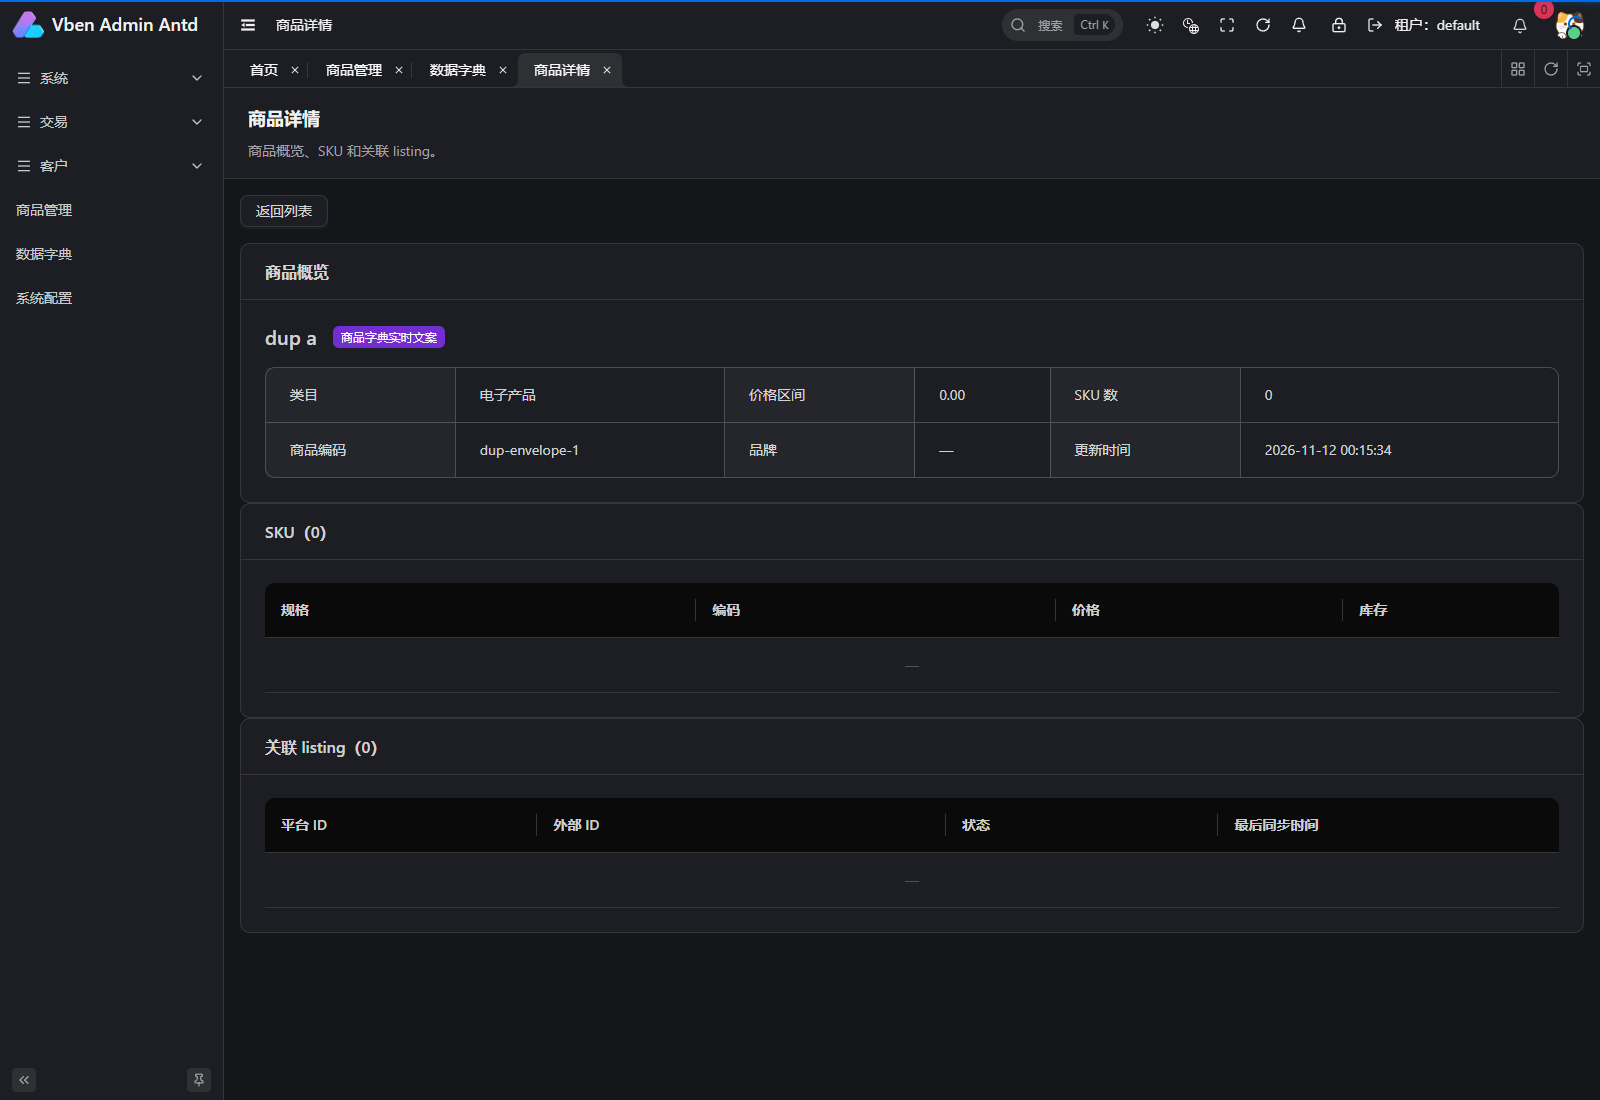 Vben Admin Antd
商品详情
搜索 Ctrl K
租户：default
0
首页
商品管理
数据字典
商品详情
系统
交易
客户
商品管理
数据字典
系统配置
商品详情
商品概览、SKU 和关联 listing。
返回列表
商品概览
dup a 商品字典实时文案
类目 电子产品 价格区间 0.00 SKU 数 0
商品编码 dup-envelope-1 品牌 — 更新时间 2026-11-12 00:15:34
SKU（0）
规格 编码 价格 库存
—
关联 listing（0）
平台 ID 外部 ID 状态 最后同步时间
—